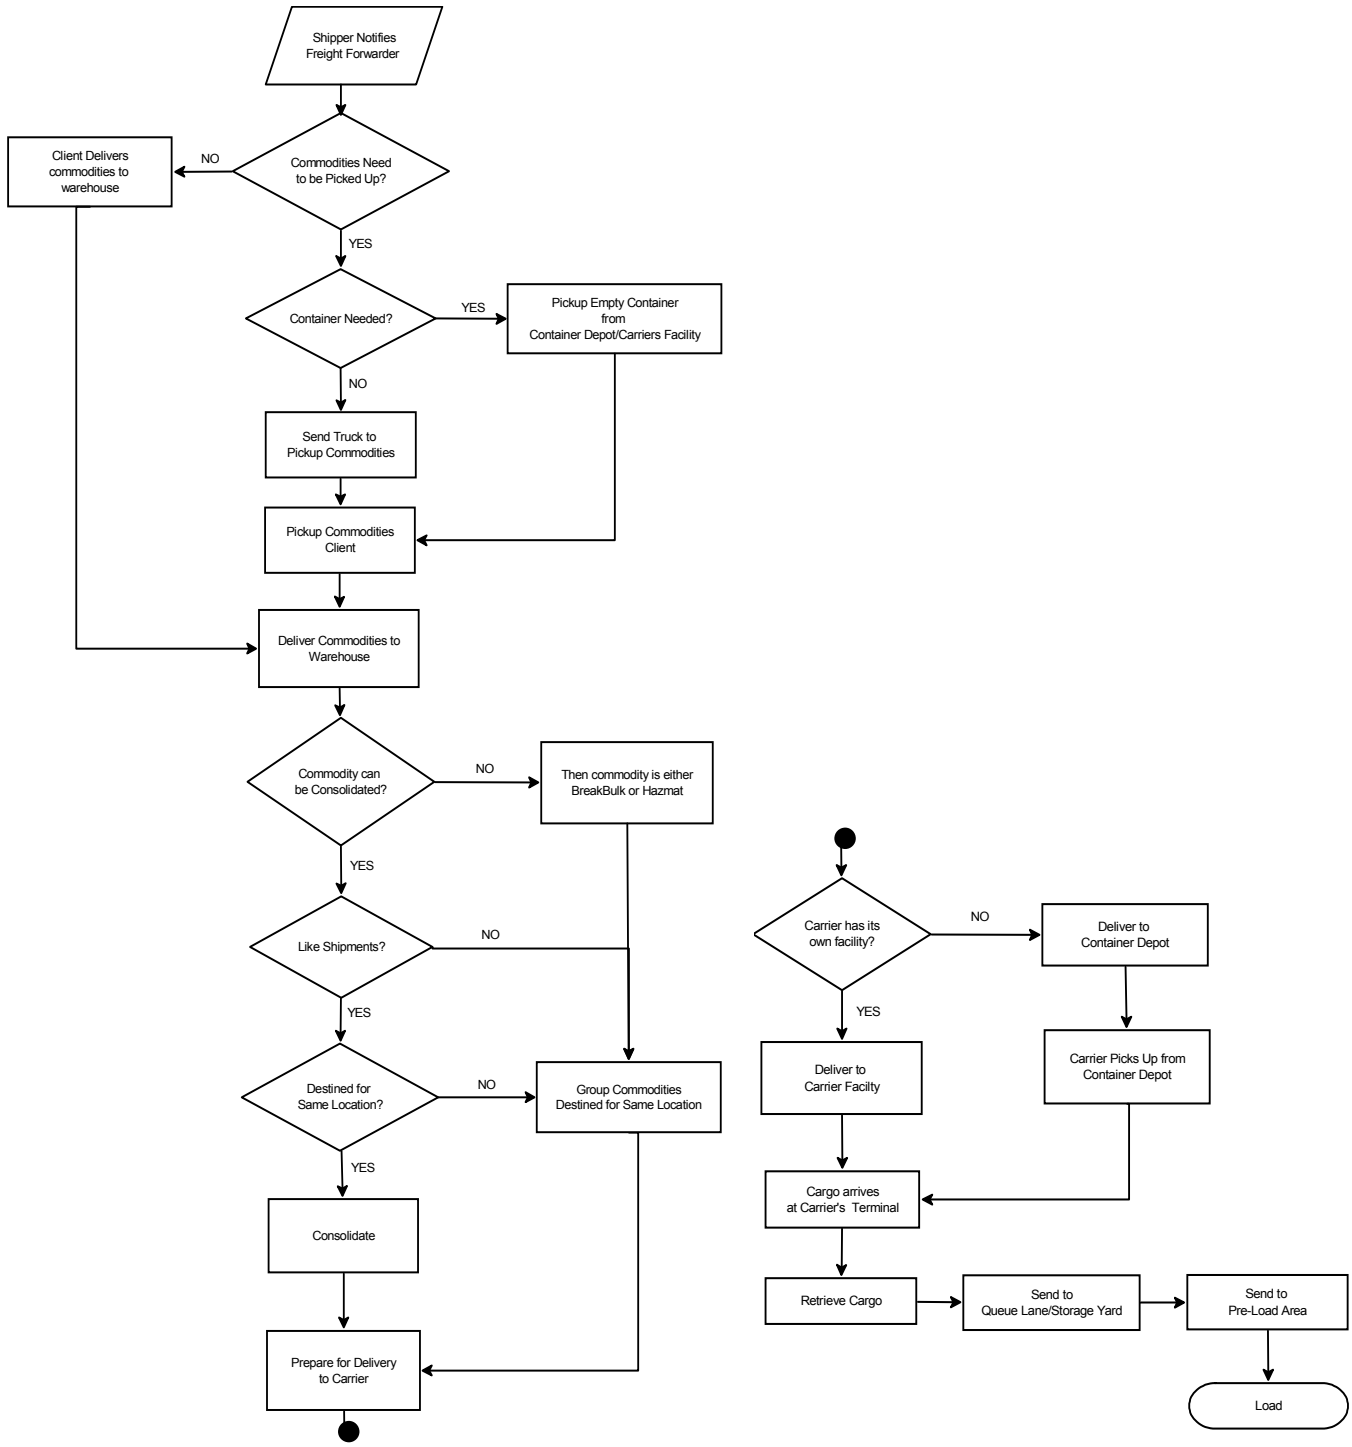 Shipper Notifies
Freight Forwarder
Client Delivers
commodities to
warehouse
NO
Commodities Need
to be Picked Up?
YES
Container Needed?
YES
Pickup Empty Container
from
Container Depot/Carriers Facility
NO
Send Truck to
Pickup Commodities
Pickup Commodities
Client
Deliver Commodities to
Warehouse
Commodity can
be Consolidated?
NO
Then commodity is either
BreakBulk or Hazmat
YES
Like Shipments?
NO
YES
Destined for
Same Location?
NO
Group Commodities
Destined for Same Location
YES
Consolidate
Prepare for Delivery
to Carrier
Carrier has its
own facility?
NO
Deliver to
Container Depot
YES
Deliver to
Carrier Facilty
Carrier Picks Up from
Container Depot
Cargo arrives
at Carrier's Terminal
Retrieve Cargo
Send to
Queue Lane/Storage Yard
Send to
Pre-Load Area
Load